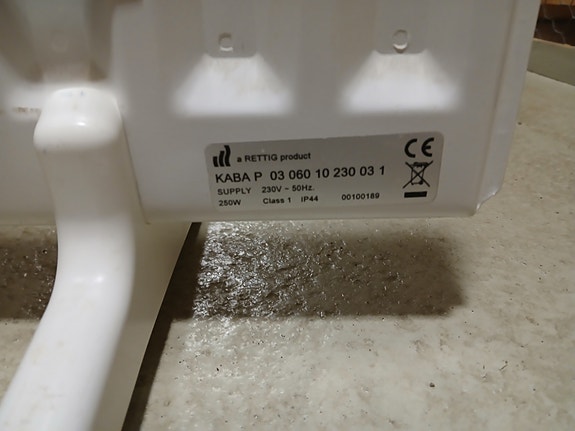 a RETTIG product
KABA P 03 060 10 230 03 1
SUPPLY 230V ~ 50Hz.
250W Class 1 IP44 00100189
CE